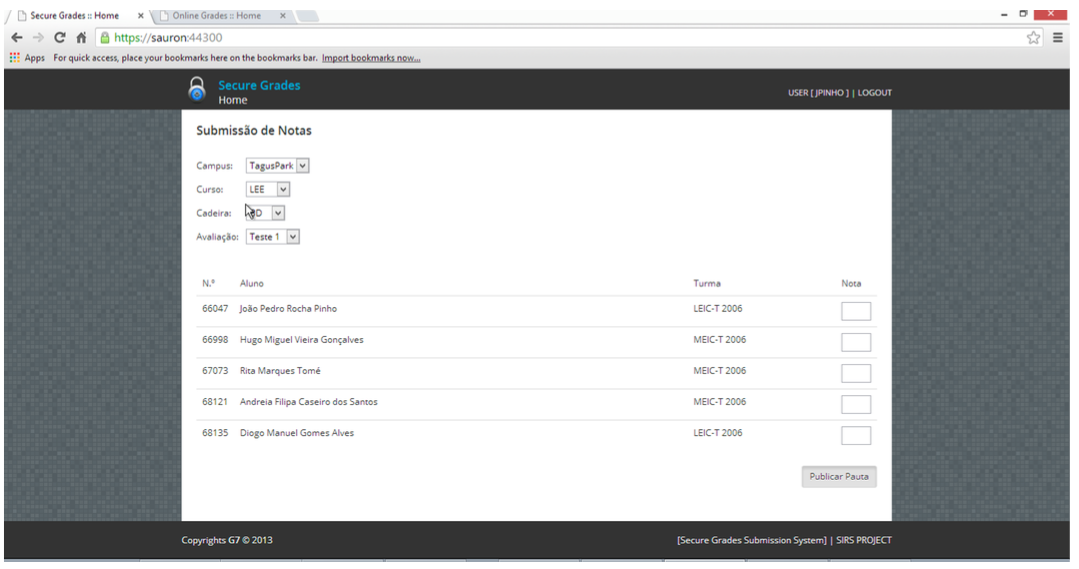 Secure Grades :: Home
Online Grades :: Home
https://sauron:44300
Apps For quick access, place your bookmarks here on the bookmarks bar. Import bookmarks now...
Secure Grades
Home
USER [ JPINHO ] | LOGOUT
Submissão de Notas
Campus: TagusPark
Curso: LEE
Cadeira:
Avaliação: Teste 1
N.º Aluno Turma Nota
66047 João Pedro Rocha Pinho LEIC-T 2006
66998 Hugo Miguel Vieira Gonçalves MEIC-T 2006
67073 Rita Marques Tomé MEIC-T 2006
68121 Andreia Filipa Caseiro dos Santos MEIC-T 2006
68135 Diogo Manuel Gomes Alves LEIC-T 2006
Publicar Pauta
Copyrights G7 © 2013
[Secure Grades Submission System] | SIRS PROJECT